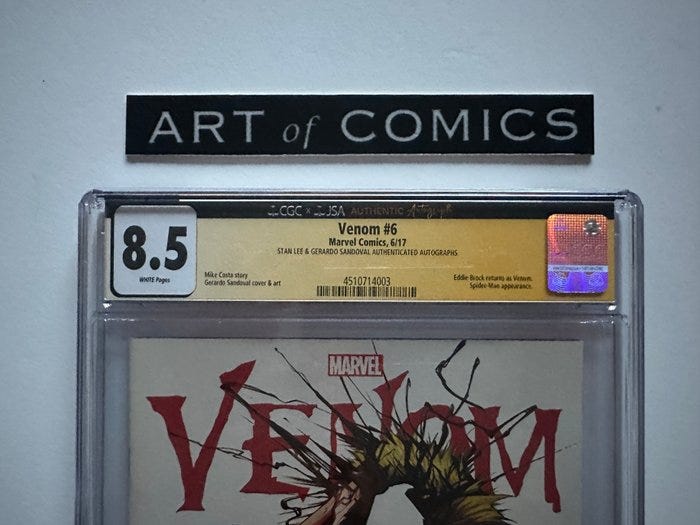 ART of COMICS
CGC x JSA AUTHENTIC Autograph
8.5
WHITE Pages
Venom #6
Marvel Comics, 6/17
STAN LEE & GERARDO SANDOVAL AUTHENTICATED AUTOGRAPHS
Mike Costa story
Gerardo Sandoval cover & art
4510714003
Eddie Brock returns as Venom.
Spider-Man appearance.
MARVEL
VENOM